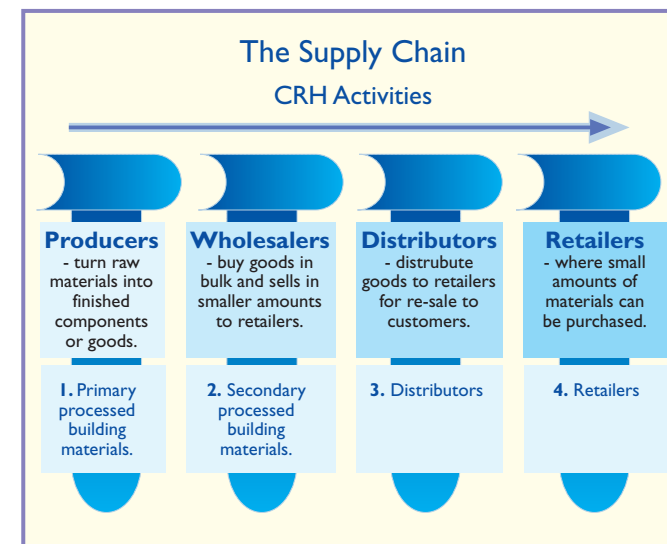 The Supply Chain
CRH Activities
Producers
- turn raw
materials into
finished
components
or goods.
Wholesalers
- buy goods in
bulk and sells in
smaller amounts
to retailers.
Distributors
- distrubute
goods to retailers
for re-sale to
customers.
Retailers
- where small
amounts of
materials can
be purchased.
1. Primary
processed
building
materials.
2. Secondary
processed
building
materials.
3. Distributors
4. Retailers